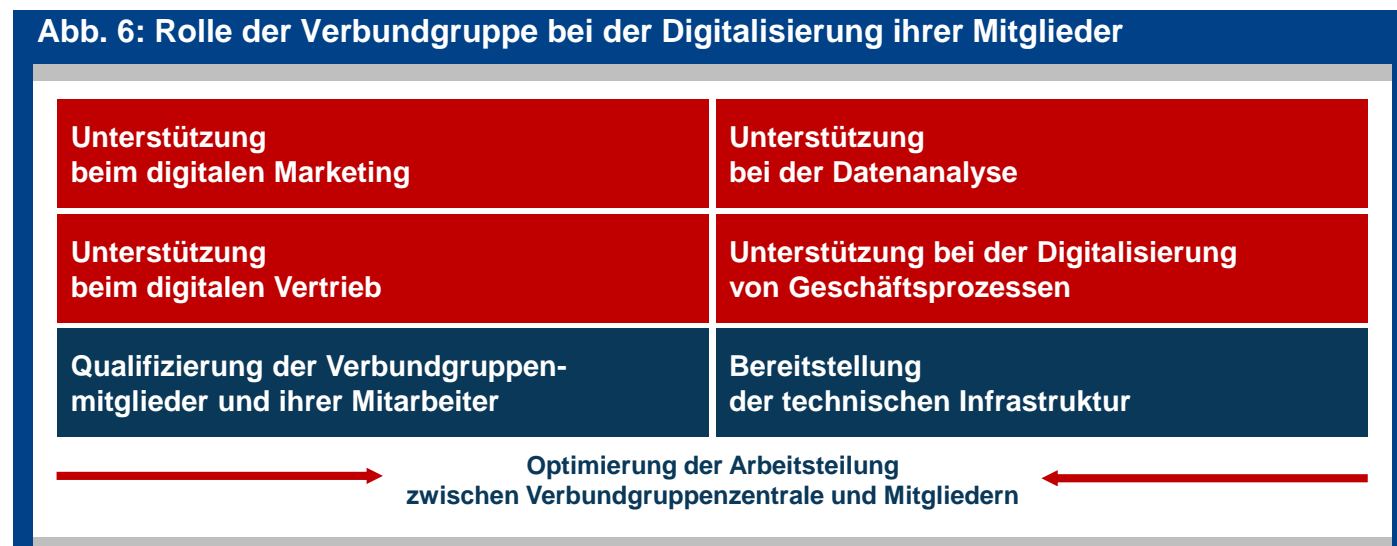 Abb. 6: Rolle der Verbundgruppe bei der Digitalisierung ihrer Mitglieder
Unterstützung
beim digitalen Marketing
Unterstützung
bei der Datenanalyse
Unterstützung
beim digitalen Vertrieb
Unterstützung bei der Digitalisierung
von Geschäftsprozessen
Qualifizierung der Verbundgruppen-
mitglieder und ihrer Mitarbeiter
Bereitstellung
der technischen Infrastruktur
Optimierung der Arbeitsteilung
zwischen Verbundgruppenzentrale und Mitgliedern